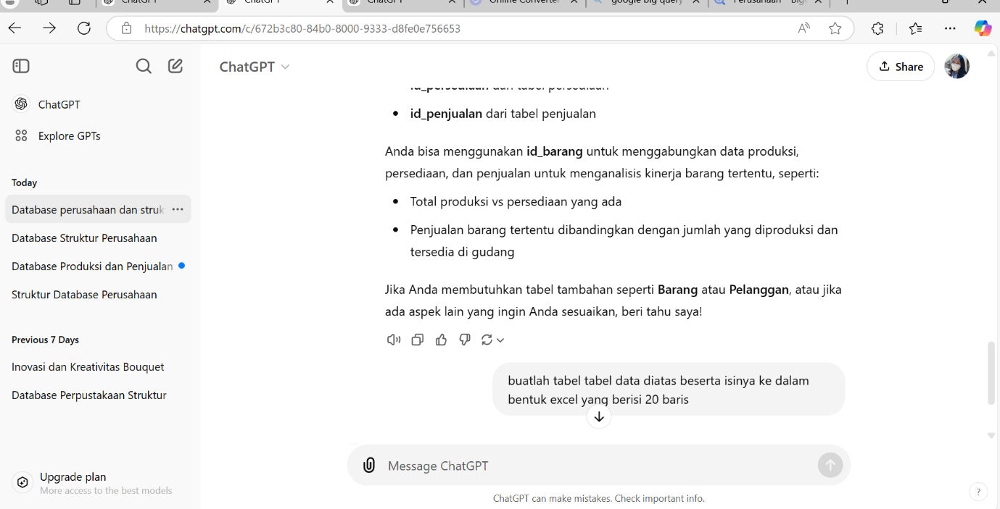 ChatGPT
ChatGPT
ChatGPT
Online Converter
google big query
Perusahaan - Big
https://chatgpt.com/c/672b3c80-84b0-8000-9333-d8fe0e756653
ChatGPT
Share
ChatGPT
Explore GPTs
Today
Database perusahaan dan struk
Database Struktur Perusahaan
Database Produksi dan Penjualan
Struktur Database Perusahaan
Previous 7 Days
Inovasi dan Kreativitas Bouquet
Database Perpustakaan Struktur
Upgrade plan
More access to the best models
id_persediaan dari tabel persediaan
id_penjualan dari tabel penjualan
Anda bisa menggunakan id_barang untuk menggabungkan data produksi,
persediaan, dan penjualan untuk menganalisis kinerja barang tertentu, seperti:
Total produksi vs persediaan yang ada
Penjualan barang tertentu dibandingkan dengan jumlah yang diproduksi dan
tersedia di gudang
Jika Anda membutuhkan tabel tambahan seperti Barang atau Pelanggan, atau jika
ada aspek lain yang ingin Anda sesuaikan, beri tahu saya!
buatlah tabel tabel data diatas beserta isinya ke dalam
bentuk excel yang berisi 20 baris
Message ChatGPT
ChatGPT can make mistakes. Check important info.
?